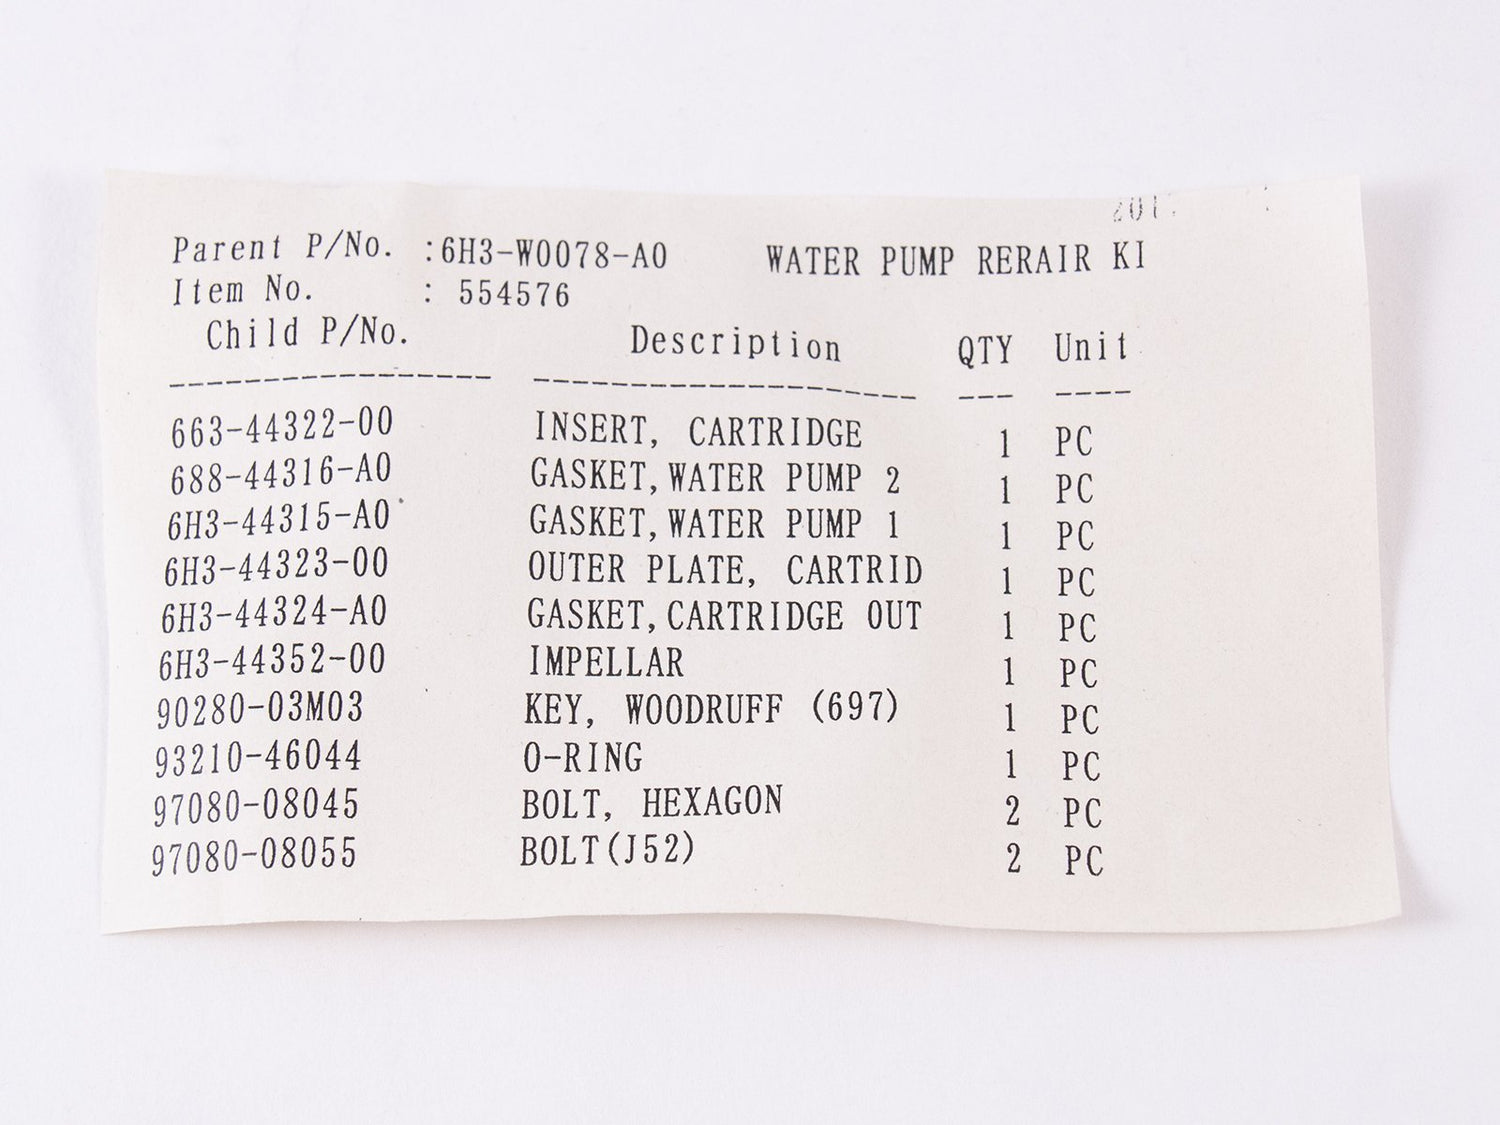 Parent P/No. :6H3-W0078-A0 WATER PUMP RERAIR KI
Item No. : 554576
Child P/No. Description QTY Unit
663-44322-00 INSERT, CARTRIDGE 1 PC
688-44316-A0 GASKET,WATER PUMP 2 1 PC
6H3-44315-A0 GASKET,WATER PUMP 1 1 PC
6H3-44323-00 OUTER PLATE, CARTRID 1 PC
6H3-44324-A0 GASKET,CARTRIDGE OUT 1 PC
6H3-44352-00 IMPELLAR 1 PC
90280-03M03 KEY, WOODRUFF (697) 1 PC
93210-46044 O-RING 1 PC
97080-08045 BOLT, HEXAGON 2 PC
97080-08055 BOLT(J52) 2 PC